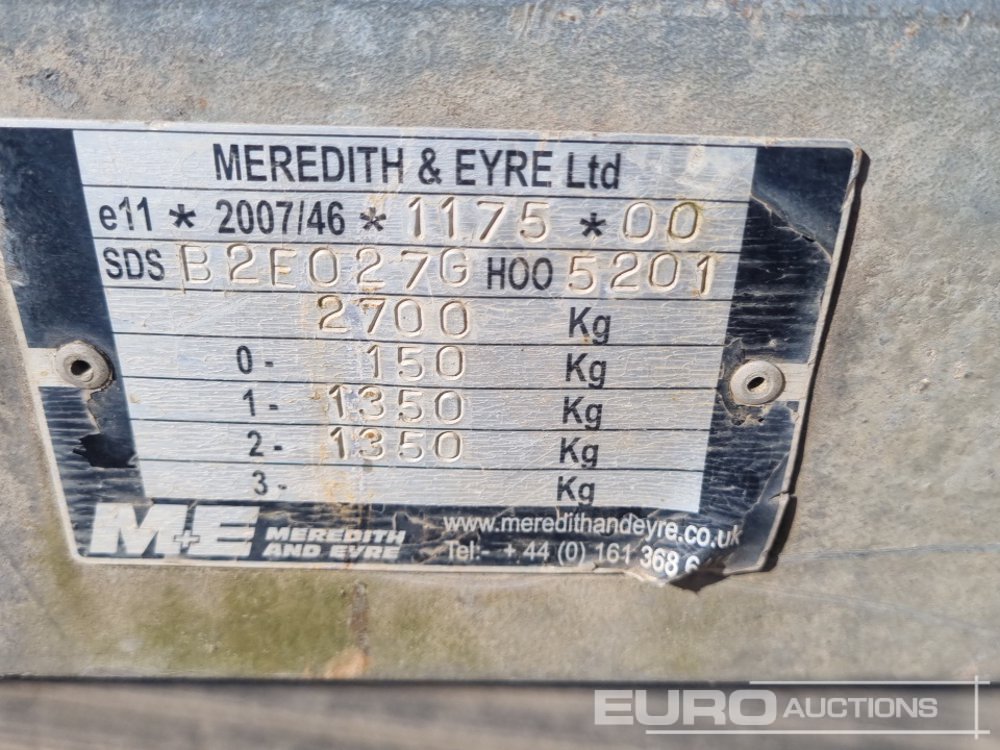 MEREDITH & EYRE Ltd
e11 * 2007/46 * 1175 * 00
SDS B2E027G HOO 5201
2700 Kg
0- 150 Kg
1- 1350 Kg
2- 1350 Kg
3- Kg
M+E MEREDITH AND EYRE
www.meredithandeyre.co.uk
Tel:- + 44 (0) 161 368 6
EURO AUCTIONS